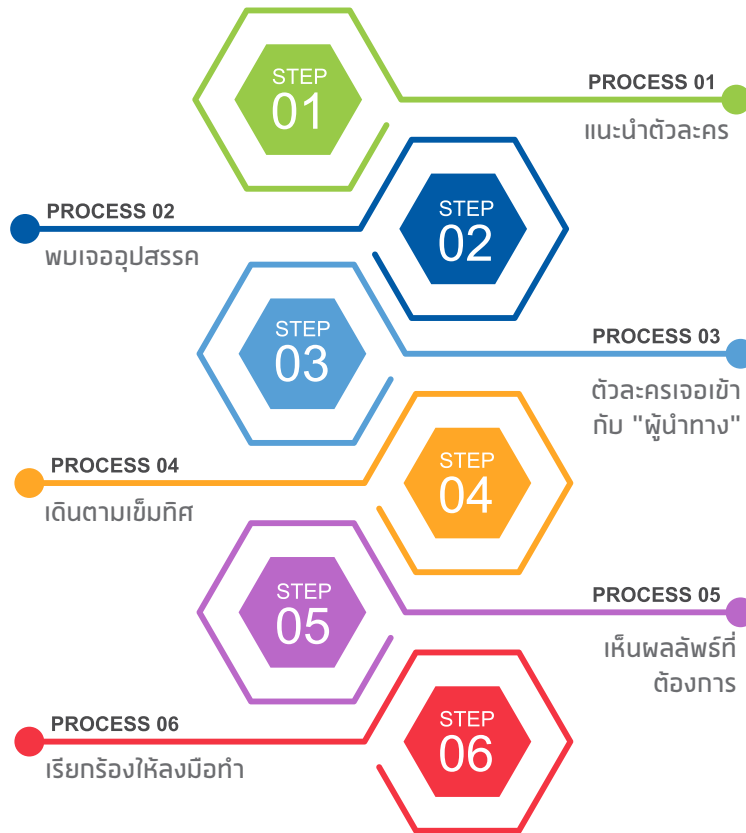 STEP
01
PROCESS 01
แนะนำตัวละคร
PROCESS 02
พบเจออุปสรรค
STEP
02
STEP
03
PROCESS 03
ตัวละครเจอเข้า
กับ "ผู้นำทาง"
PROCESS 04
เดินตามเข็มทิศ
STEP
04
STEP
05
PROCESS 05
เห็นผลลัพธ์ที่
ต้องการ
PROCESS 06
เรียกร้องให้ลงมือทำ
STEP
06